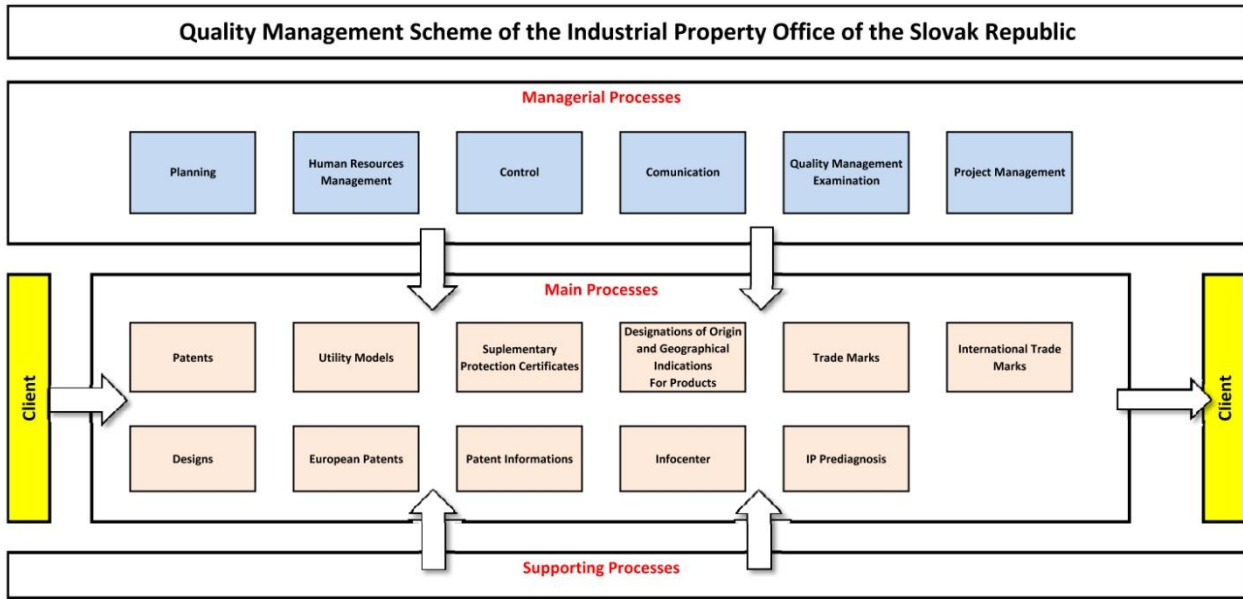 Quality Management Scheme of the Industrial Property Office of the Slovak Republic
Managerial Processes
Planning
Human Resources
Management
Control
Comunication
Quality Management
Examination
Project Management
Client
Main Processes
Patents
Utility Models
Suplementary
Protection Certificates
Designations of Origin
and Geographical
Indications
For Products
Trade Marks
International Trade
Marks
Designs
European Patents
Patent Informations
Infocenter
IP Prediagnosis
Client
Supporting Processes